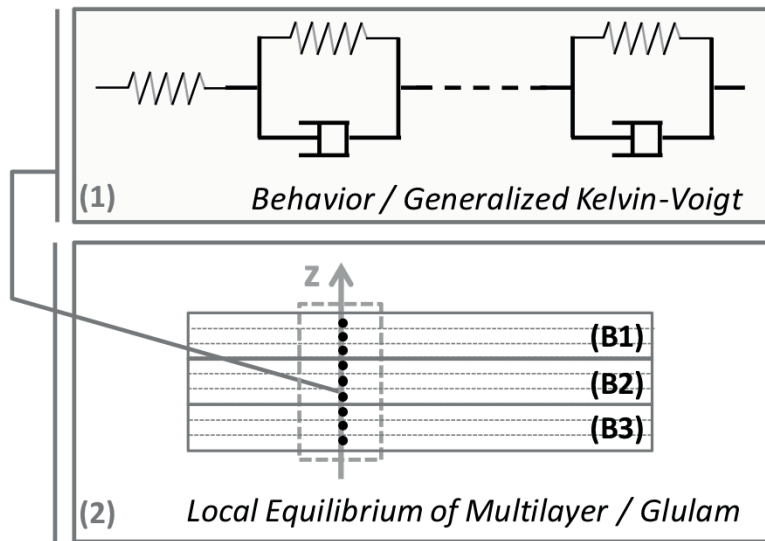 (1)
Behavior / Generalized Kelvin-Voigt
Z
(B1)
(B2)
(B3)
(2)
Local Equilibrium of Multilayer / Glulam